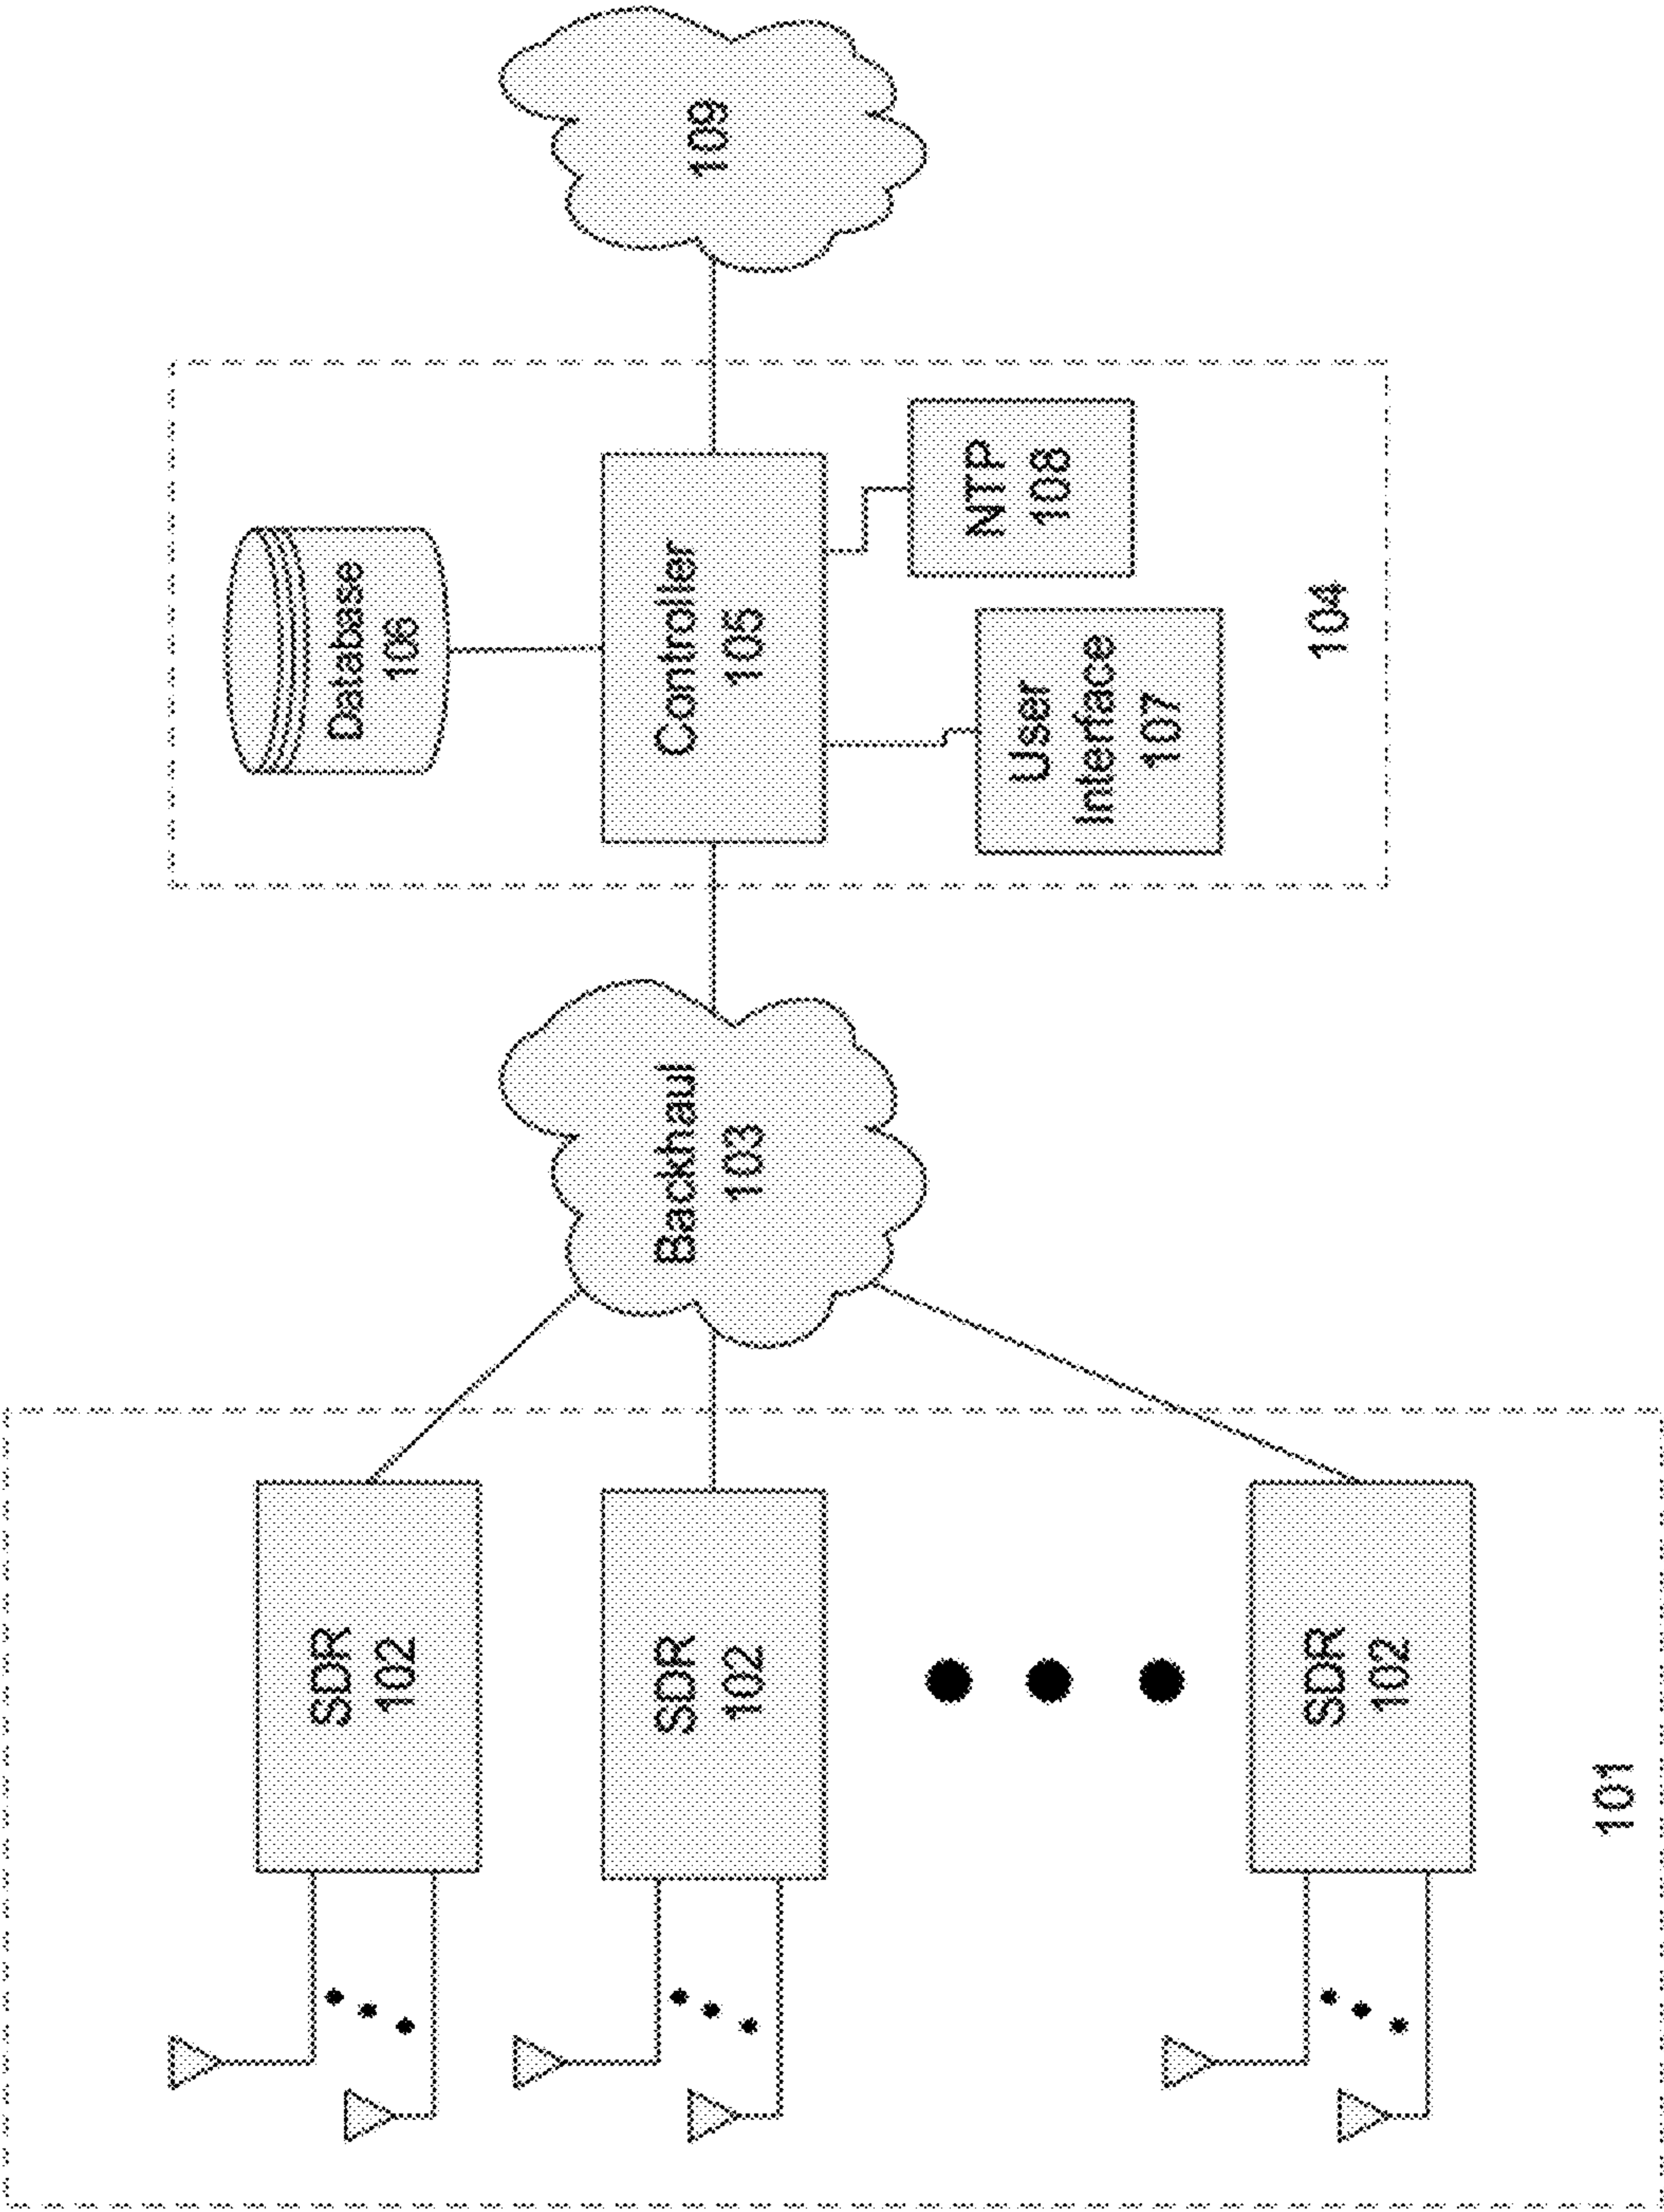 SDR
102
SDR
102
SDR
102
101
Backhaul
103
Database
106
Controller
105
User
Interface
107
NTP
108
104
109